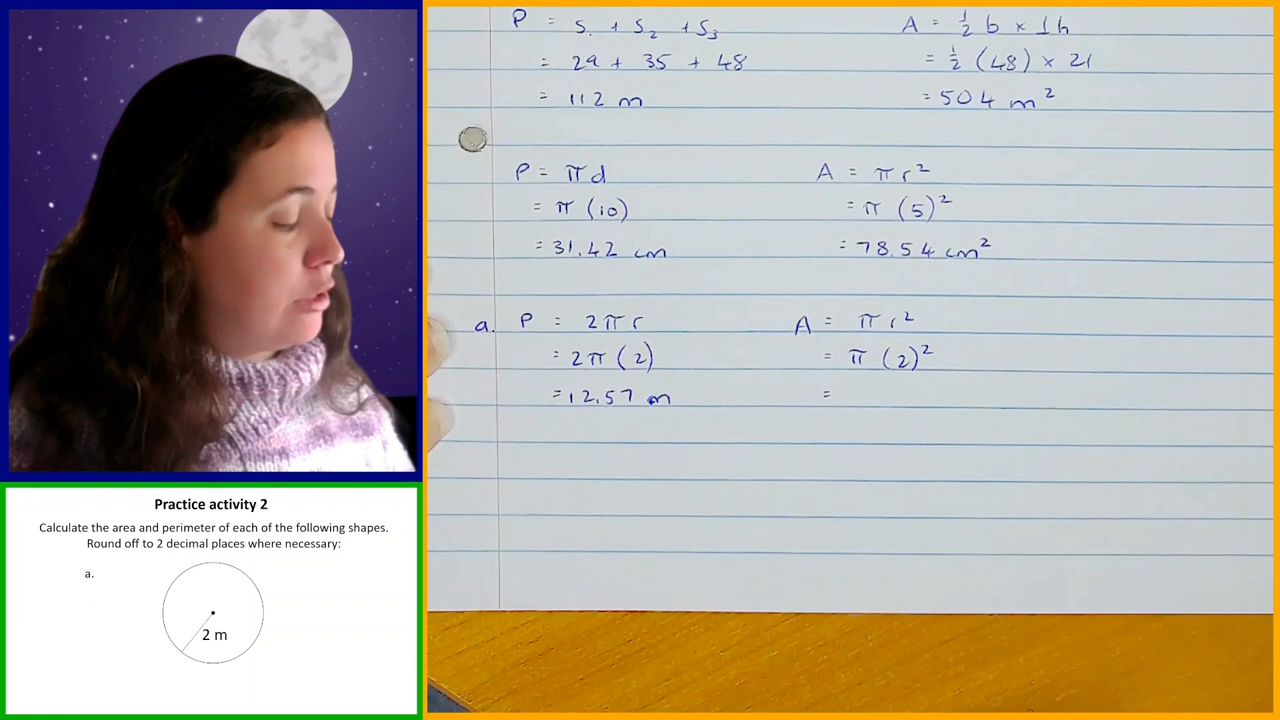 P = S₁ + S₂ + S₃
= 29 + 35 + 48
= 112 m
A = ½ b × ⊥h
= ½ (48) × 21
= 504 m²
P = πd
= π (10)
= 31.42 cm
A = πr²
= π (5)²
= 78.54 cm²
a. P = 2πr
= 2π (2)
= 12.57 m
A = πr²
= π (2)²
=
Practice activity 2
Calculate the area and perimeter of each of the following shapes.
Round off to 2 decimal places where necessary:
a.
2 m